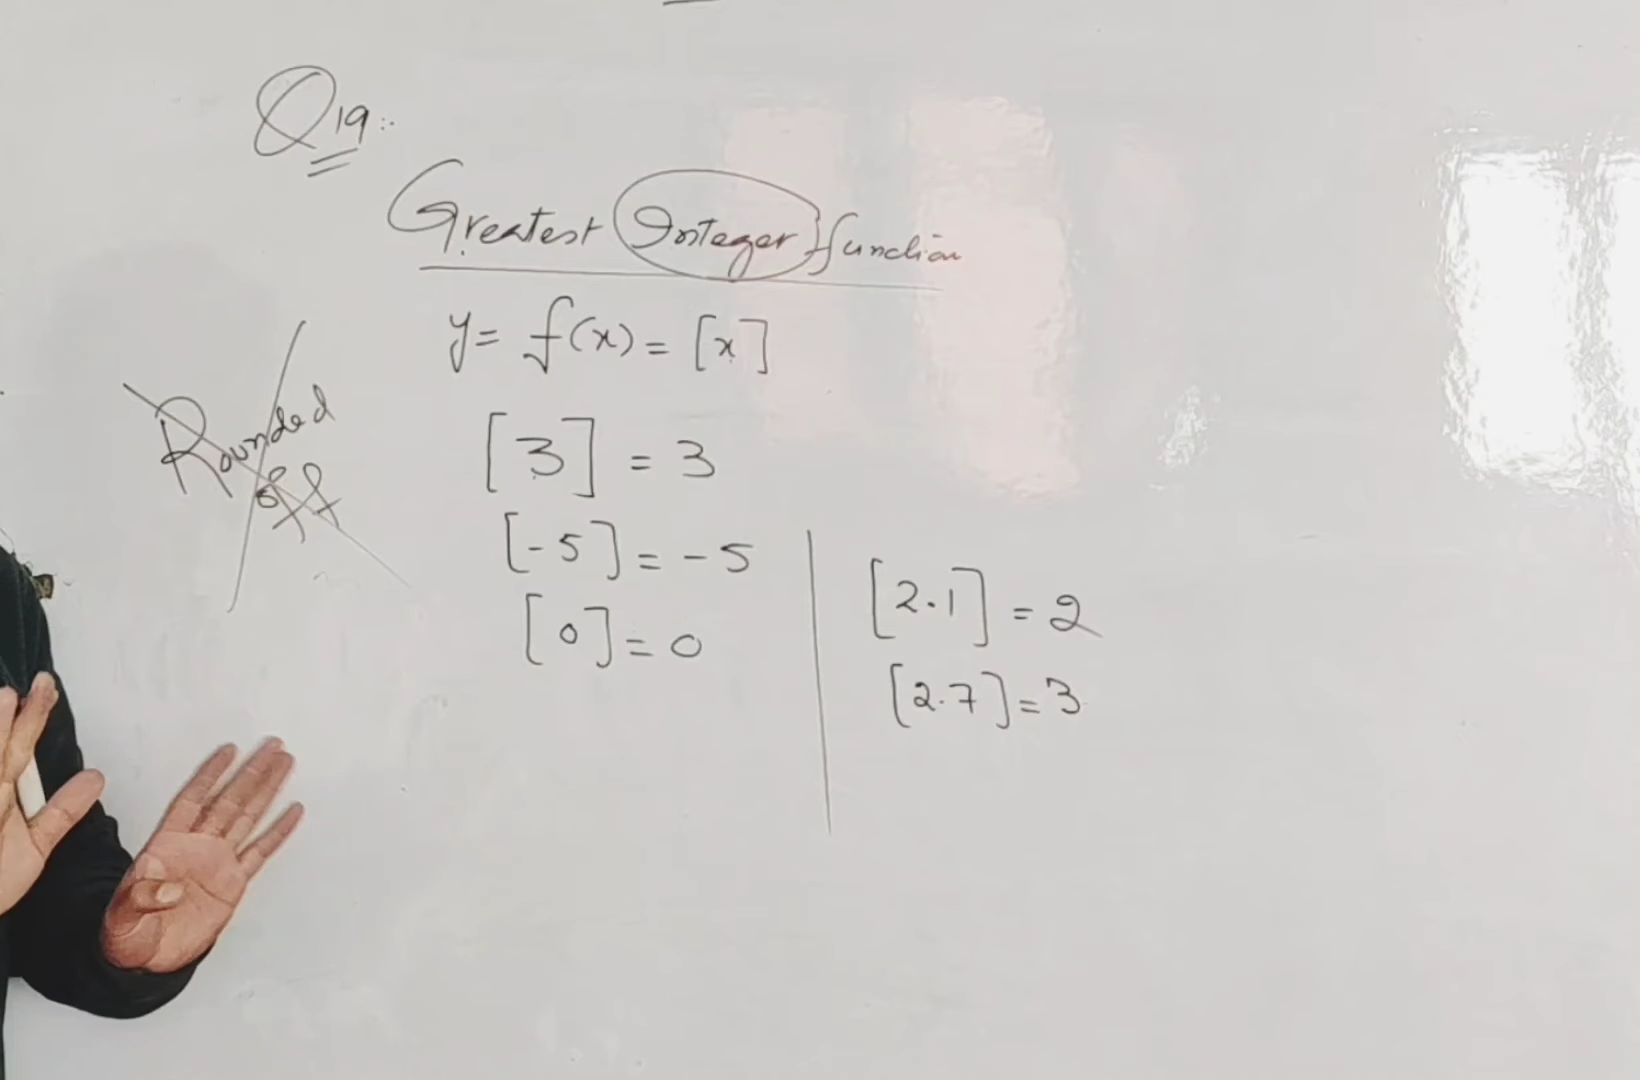 Q19:-
Greatest Integer function
y = f(x) = [x]
Rounded
off
[3] = 3
[-5] = -5
[0] = 0
[2.1] = 2
[2.7] = 3